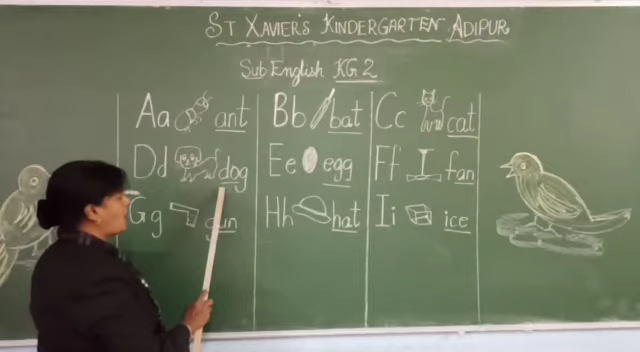 ST XAVIER'S KINDERGARTEN ADIPUR
Sub English KG 2
Aa ant Bb bat Cc cat
Dd dog Ee egg Ff fan
Gg gun Hh hat Ii ice